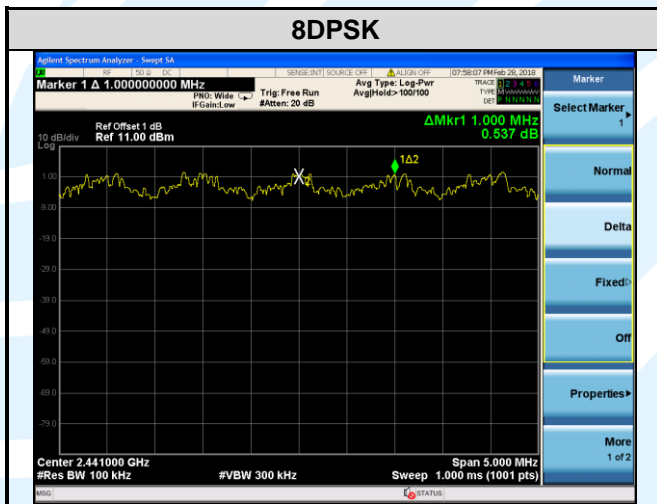 8DPSK
Agilent Spectrum Analyzer - Swept SA
RF 50 Ω DC SENSE:INT SOURCE OFF ALIGN OFF 07:58:07 PM Feb 28, 2018
Marker 1 Δ 1.000000000 MHz
PNO: Wide
IFGain:Low
Trig: Free Run
#Atten: 20 dB
Avg Type: Log-Pwr
Avg|Hold:>100/100
TRACE 1 2 3 4 5 6
TYPE M
DET P N N N N N
ΔMkr1 1.000 MHz
0.537 dB
Ref Offset 1 dB
10 dB/div Ref 11.00 dBm
Log
1Δ2
1.00
-9.00
-19.0
-29.0
-39.0
-49.0
-59.0
-69.0
-79.0
Center 2.441000 GHz Span 5.000 MHz
#Res BW 100 kHz #VBW 300 kHz Sweep 1.000 ms (1001 pts)
MSG STATUS
Marker
Select Marker
1
Normal
Delta
Fixed
Off
Properties
More
1 of 2